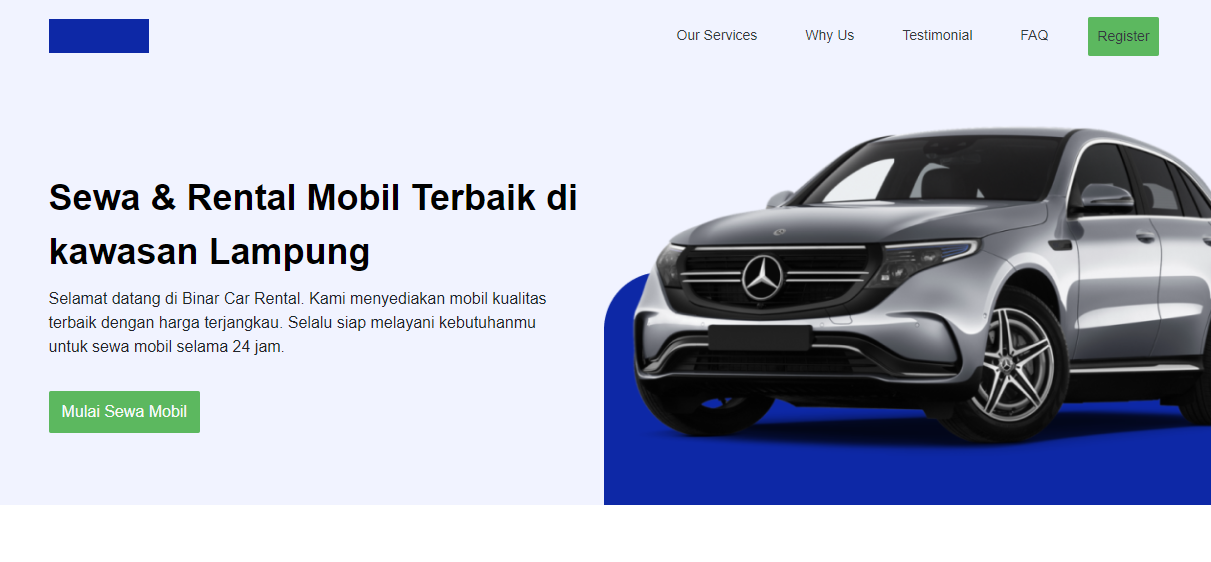 Our Services
Why Us
Testimonial
FAQ
Register
Sewa & Rental Mobil Terbaik di
kawasan Lampung
Selamat datang di Binar Car Rental. Kami menyediakan mobil kualitas
terbaik dengan harga terjangkau. Selalu siap melayani kebutuhanmu
untuk sewa mobil selama 24 jam.
Mulai Sewa Mobil